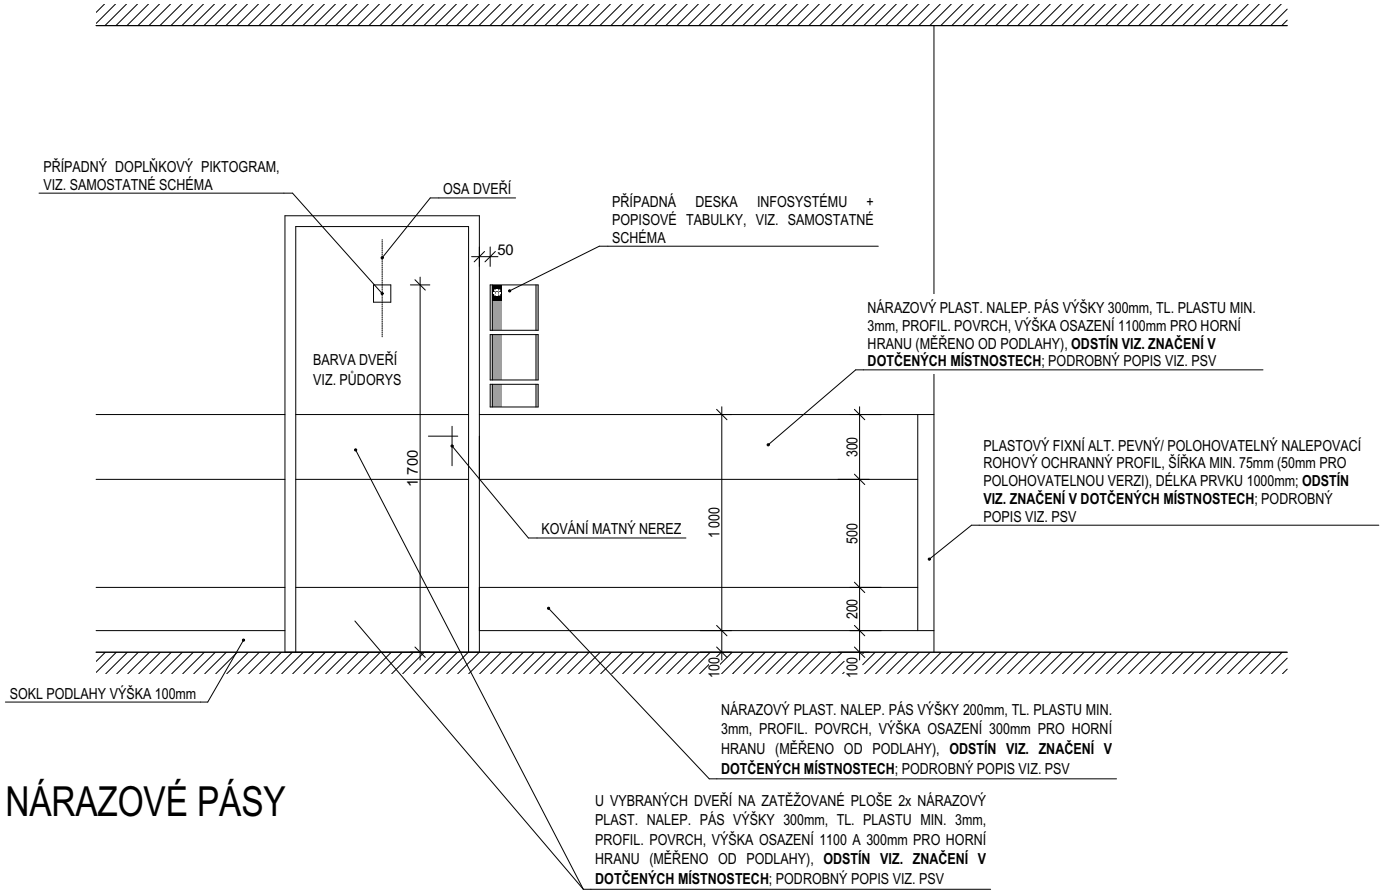 PŘÍPADNÝ DOPLŇKOVÝ PIKTOGRAM,
VIZ. SAMOSTATNÉ SCHÉMA
OSA DVEŘÍ
PŘÍPADNÁ DESKA INFOSYSTÉMU +
POPISOVÉ TABULKY, VIZ. SAMOSTATNÉ
SCHÉMA
50
NÁRAZOVÝ PLAST. NALEP. PÁS VÝŠKY 300mm, TL. PLASTU MIN.
3mm, PROFIL. POVRCH, VÝŠKA OSAZENÍ 1100mm PRO HORNÍ
HRANU (MĚŘENO OD PODLAHY), ODSTÍN VIZ. ZNAČENÍ V
DOTČENÝCH MÍSTNOSTECH; PODROBNÝ POPIS VIZ. PSV
BARVA DVEŘÍ
VIZ. PŮDORYS
1 700
1 000
300
500
200
100
100
PLASTOVÝ FIXNÍ ALT. PEVNÝ/ POLOHOVATELNÝ NALEPOVACÍ
ROHOVÝ OCHRANNÝ PROFIL, ŠÍŘKA MIN. 75mm (50mm PRO
POLOHOVATELNOU VERZI), DÉLKA PRVKU 1000mm; ODSTÍN
VIZ. ZNAČENÍ V DOTČENÝCH MÍSTNOSTECH; PODROBNÝ
POPIS VIZ. PSV
KOVÁNÍ MATNÝ NEREZ
SOKL PODLAHY VÝŠKA 100mm
NÁRAZOVÝ PLAST. NALEP. PÁS VÝŠKY 200mm, TL. PLASTU MIN.
3mm, PROFIL. POVRCH, VÝŠKA OSAZENÍ 300mm PRO HORNÍ
HRANU (MĚŘENO OD PODLAHY), ODSTÍN VIZ. ZNAČENÍ V
DOTČENÝCH MÍSTNOSTECH; PODROBNÝ POPIS VIZ. PSV
NÁRAZOVÉ PÁSY
U VYBRANÝCH DVEŘÍ NA ZATĚŽOVANÉ PLOŠE 2x NÁRAZOVÝ
PLAST. NALEP. PÁS VÝŠKY 300mm, TL. PLASTU MIN. 3mm,
PROFIL. POVRCH, VÝŠKA OSAZENÍ 1100 A 300mm PRO HORNÍ
HRANU (MĚŘENO OD PODLAHY), ODSTÍN VIZ. ZNAČENÍ V
DOTČENÝCH MÍSTNOSTECH; PODROBNÝ POPIS VIZ. PSV